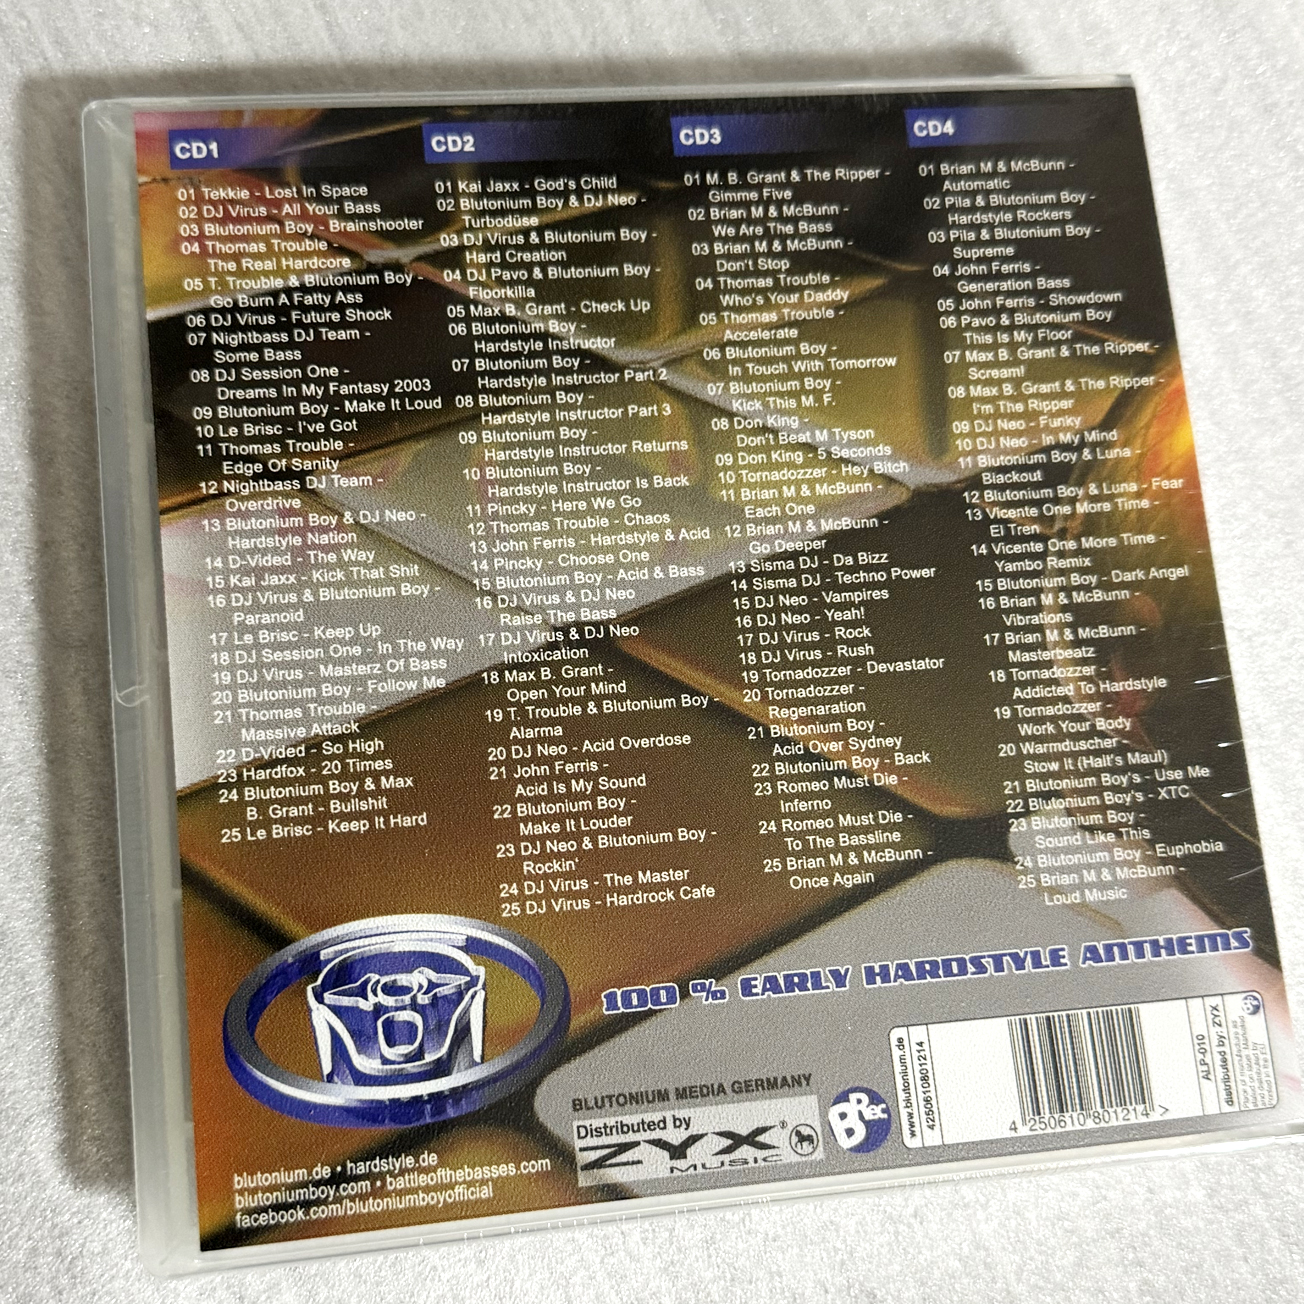 CD1
01 Tekkie - Lost In Space
02 DJ Virus - All Your Bass
03 Blutonium Boy - Brainshooter
04 Thomas Trouble -
The Real Hardcore
05 T. Trouble & Blutonium Boy -
Go Burn A Fatty Ass
06 DJ Virus - Future Shock
07 Nightbass DJ Team -
Some Bass
08 DJ Session One -
Dreams In My Fantasy 2003
09 Blutonium Boy - Make It Loud
10 Le Brisc - I've Got
11 Thomas Trouble -
Edge Of Sanity
12 Nightbass DJ Team -
Overdrive
13 Blutonium Boy & DJ Neo -
Hardstyle Nation
14 D-Vided - The Way
15 Kai Jaxx - Kick That Shit
16 DJ Virus & Blutonium Boy -
Paranoid
17 Le Brisc - Keep Up
18 DJ Session One - In The Way
19 DJ Virus - Masterz Of Bass
20 Blutonium Boy - Follow Me
21 Thomas Trouble -
Massive Attack
22 D-Vided - So High
23 Hardfox - 20 Times
24 Blutonium Boy & Max
B. Grant - Bullshit
25 Le Brisc - Keep It Hard
CD2
01 Kai Jaxx - God's Child
02 Blutonium Boy & DJ Neo -
Turbodüse
03 DJ Virus & Blutonium Boy -
Hard Creation
04 DJ Pavo & Blutonium Boy -
Floorkilla
05 Max B. Grant - Check Up
06 Blutonium Boy -
Hardstyle Instructor
07 Blutonium Boy -
Hardstyle Instructor Part 2
08 Blutonium Boy -
Hardstyle Instructor Part 3
09 Blutonium Boy -
Hardstyle Instructor Returns
10 Blutonium Boy -
Hardstyle Instructor Is Back
11 Pincky - Here We Go
12 Thomas Trouble - Chaos
13 John Ferris - Hardstyle & Acid
14 Pincky - Choose One
15 Blutonium Boy - Acid & Bass
16 DJ Virus & DJ Neo
Raise The Bass
17 DJ Virus & DJ Neo
Intoxication
18 Max B. Grant -
Open Your Mind
19 T. Trouble & Blutonium Boy -
Alarma
20 DJ Neo - Acid Overdose
21 John Ferris -
Acid Is My Sound
22 Blutonium Boy -
Make It Louder
23 DJ Neo & Blutonium Boy -
Rockin'
24 DJ Virus - The Master
25 DJ Virus - Hardrock Cafe
CD3
01 M. B. Grant & The Ripper -
Gimme Five
02 Brian M & McBunn -
We Are The Bass
03 Brian M & McBunn -
Don't Stop
04 Thomas Trouble -
Who's Your Daddy
05 Thomas Trouble -
Accelerate
06 Blutonium Boy -
In Touch With Tomorrow
07 Blutonium Boy -
Kick This M. F.
08 Don King -
Don't Beat M Tyson
09 Don King - 5 Seconds
10 Tornadozzer - Hey Bitch
11 Brian M & McBunn -
Each One
12 Brian M & McBunn -
Go Deeper
13 Sisma DJ - Da Bizz
14 Sisma DJ - Techno Power
15 DJ Neo - Vampires
16 DJ Neo - Yeah!
17 DJ Virus - Rock
18 DJ Virus - Rush
19 Tornadozzer - Devastator
20 Tornadozzer -
Regenaration
21 Blutonium Boy -
Acid Over Sydney
22 Blutonium Boy - Back
23 Romeo Must Die -
Inferno
24 Romeo Must Die -
To The Bassline
25 Brian M & McBunn -
Once Again
CD4
01 Brian M & McBunn -
Automatic
02 Pila & Blutonium Boy -
Hardstyle Rockers
03 Pila & Blutonium Boy -
Supreme
04 John Ferris -
Generation Bass
05 John Ferris - Showdown
06 Pavo & Blutonium Boy
This Is My Floor
07 Max B. Grant & The Ripper -
Scream!
08 Max B. Grant & The Ripper -
I'm The Ripper
09 DJ Neo - Funky
10 DJ Neo - In My Mind
11 Blutonium Boy & Luna -
Blackout
12 Blutonium Boy & Luna - Fear
13 Vicente One More Time -
El Tren
14 Vicente One More Time -
Yambo Remix
15 Blutonium Boy - Dark Angel
16 Brian M & McBunn -
Vibrations
17 Brian M & McBunn -
Masterbeatz
18 Tornadozzer -
Addicted To Hardstyle
19 Tornadozzer -
Work Your Body
20 Warmduscher -
Stow It (Halt's Maul)
21 Blutonium Boy's - Use Me
22 Blutonium Boy's - XTC
23 Blutonium Boy -
Sound Like This
24 Blutonium Boy - Euphobia
25 Brian M & McBunn -
Loud Music
100 % EARLY HARDSTYLE ANTHEMS
BLUTONIUM MEDIA GERMANY
Distributed by
ZYX
MUSIC
B Rec
www.blutonium.de
4250610801214
4 250610 801214 >
ALP-010
distributed by: ZYX
blutonium.de • hardstyle.de
blutoniumboy.com • battleofthebasses.com
facebook.com/blutoniumboyofficial